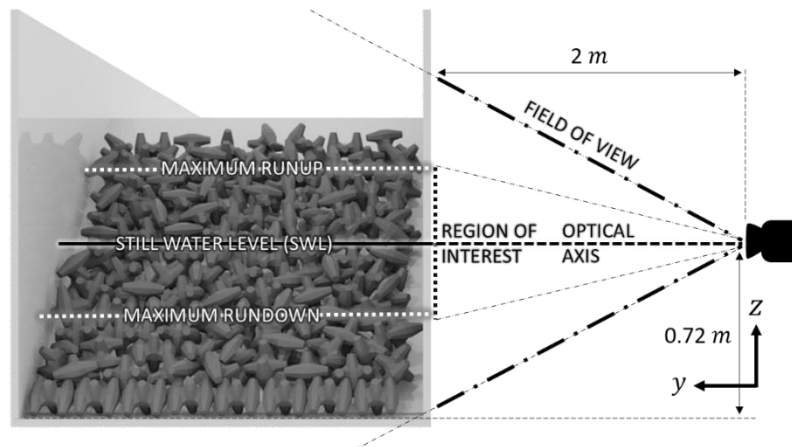 2 m
FIELD OF VIEW
MAXIMUM RUNUP
STILL WATER LEVEL (SWL)
REGION OF
INTEREST
OPTICAL
AXIS
MAXIMUM RUNDOWN
0.72 m
z
y